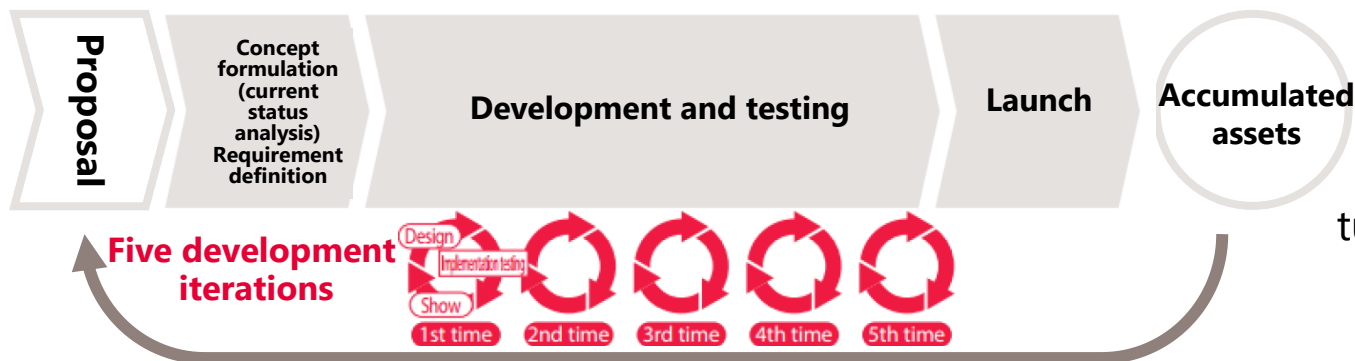 Proposal
Concept
formulation
(current
status
analysis)
Requirement
definition
Development and testing
Launch
Accumulated
assets
Five development
iterations
Design
Implementation testing
Show
1st time
2nd time
3rd time
4th time
5th time